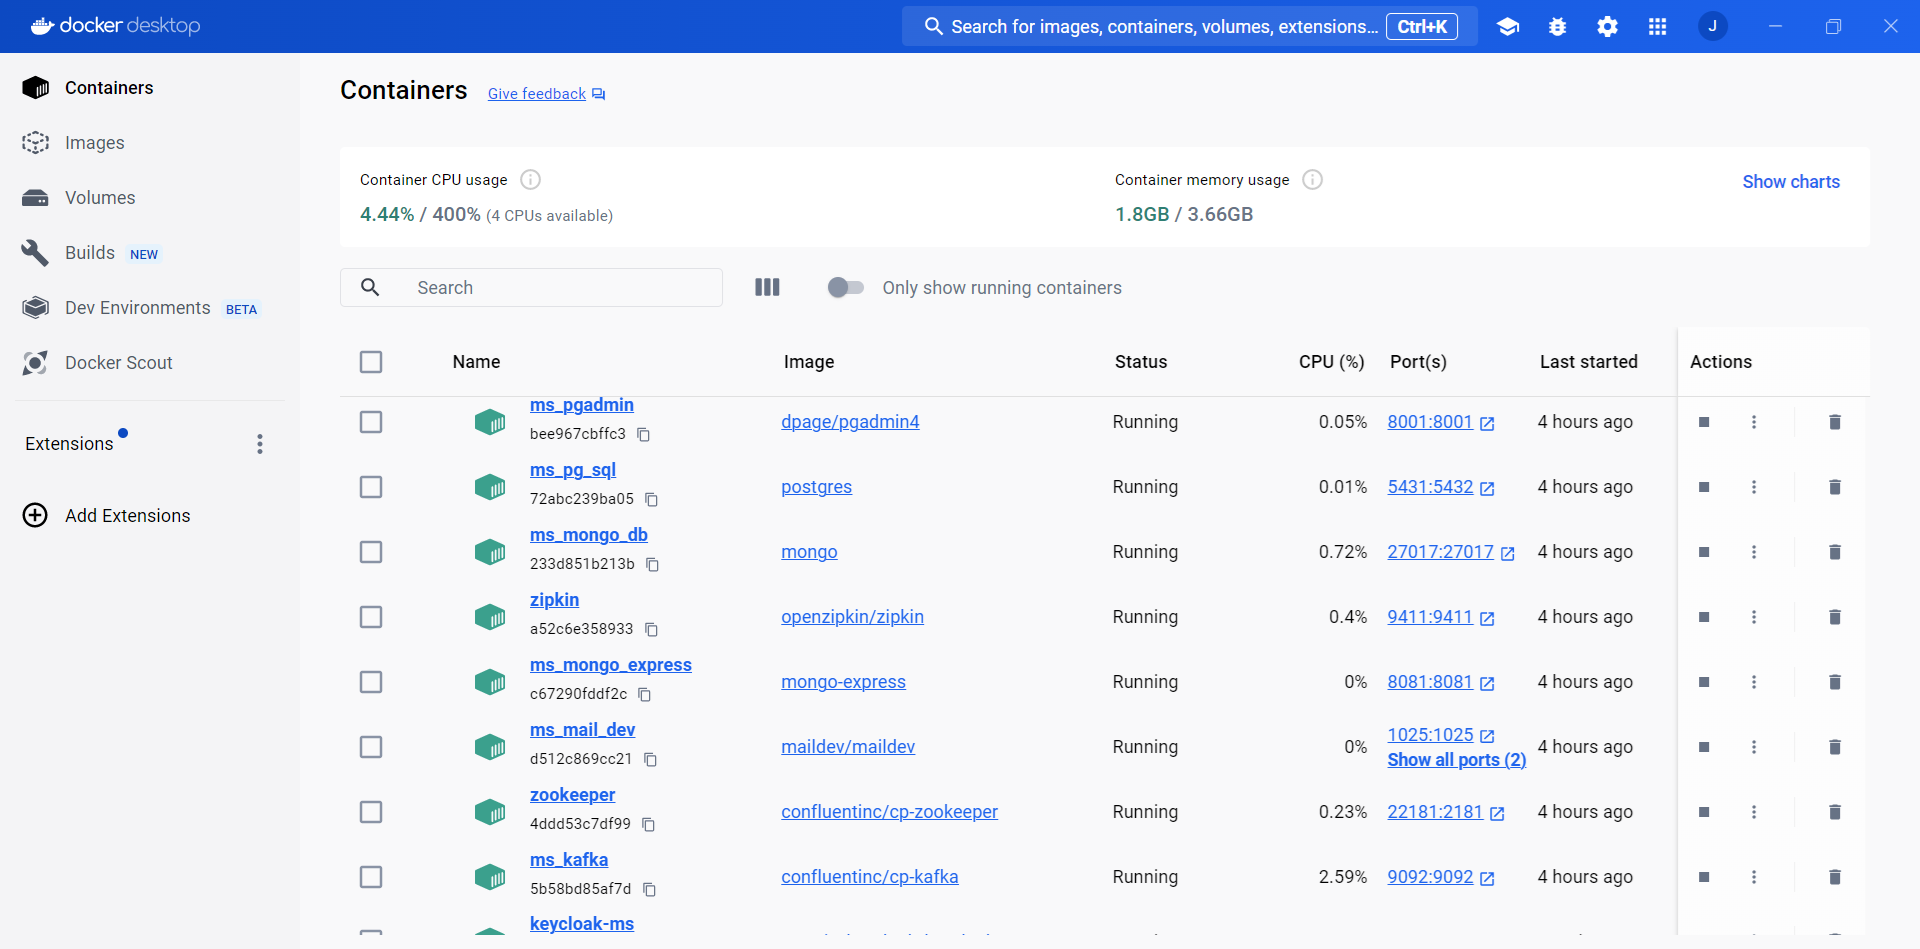 docker desktop
Search for images, containers, volumes, extensions... Ctrl+K
J
Containers
Images
Volumes
Builds NEW
Dev Environments BETA
Docker Scout
Extensions
Add Extensions
Containers Give feedback
Container CPU usage
4.44% / 400% (4 CPUs available)
Container memory usage
1.8GB / 3.66GB
Show charts
Search
Only show running containers
Name Image Status CPU (%) Port(s) Last started Actions
ms_pgadmin
bee967cbffc3
dpage/pgadmin4 Running 0.05% 8001:8001 4 hours ago
ms_pg_sql
72abc239ba05
postgres Running 0.01% 5431:5432 4 hours ago
ms_mongo_db
233d851b213b
mongo Running 0.72% 27017:27017 4 hours ago
zipkin
a52c6e358933
openzipkin/zipkin Running 0.4% 9411:9411 4 hours ago
ms_mongo_express
c67290fddf2c
mongo-express Running 0% 8081:8081 4 hours ago
ms_mail_dev
d512c869cc21
maildev/maildev Running 0% 1025:1025 4 hours ago
Show all ports (2)
zookeeper
4ddd53c7df99
confluentinc/cp-zookeeper Running 0.23% 22181:2181 4 hours ago
ms_kafka
5b58bd85af7d
confluentinc/cp-kafka Running 2.59% 9092:9092 4 hours ago
keycloak-ms